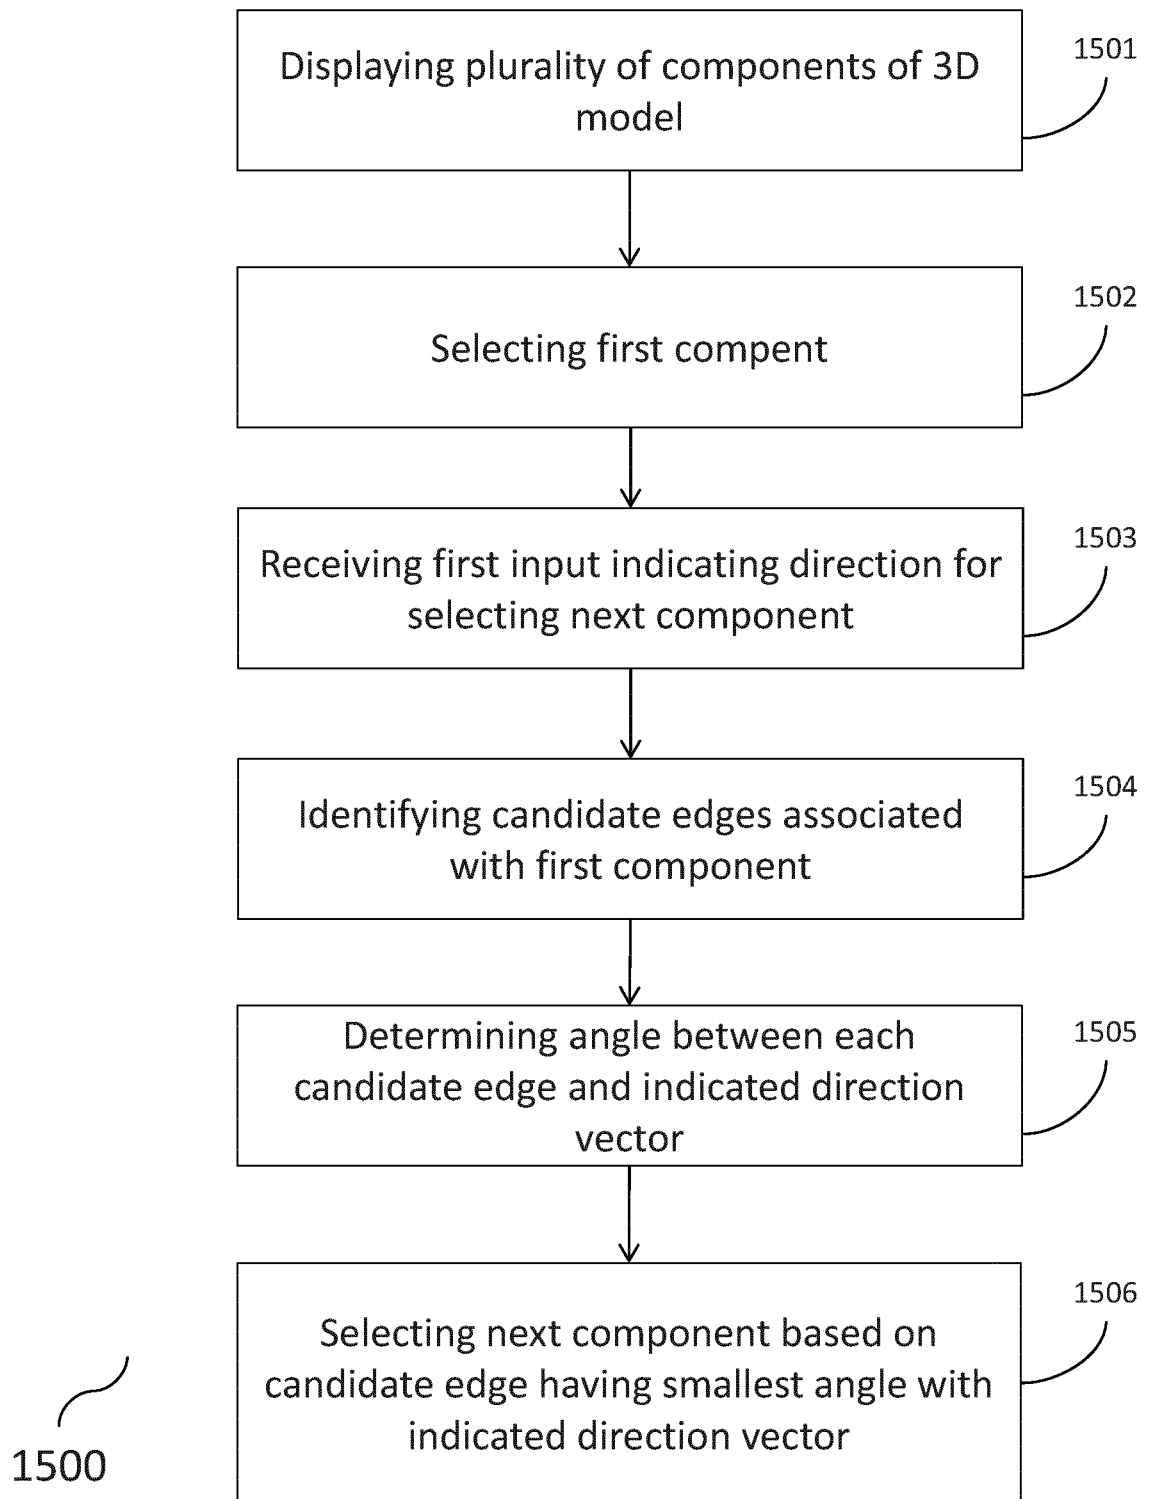 Displaying plurality of components of 3D
model
1501
Selecting first compent
1502
Receiving first input indicating direction for
selecting next component
1503
Identifying candidate edges associated
with first component
1504
Determining angle between each
candidate edge and indicated direction
vector
1505
Selecting next component based on
candidate edge having smallest angle with
indicated direction vector
1506
1500